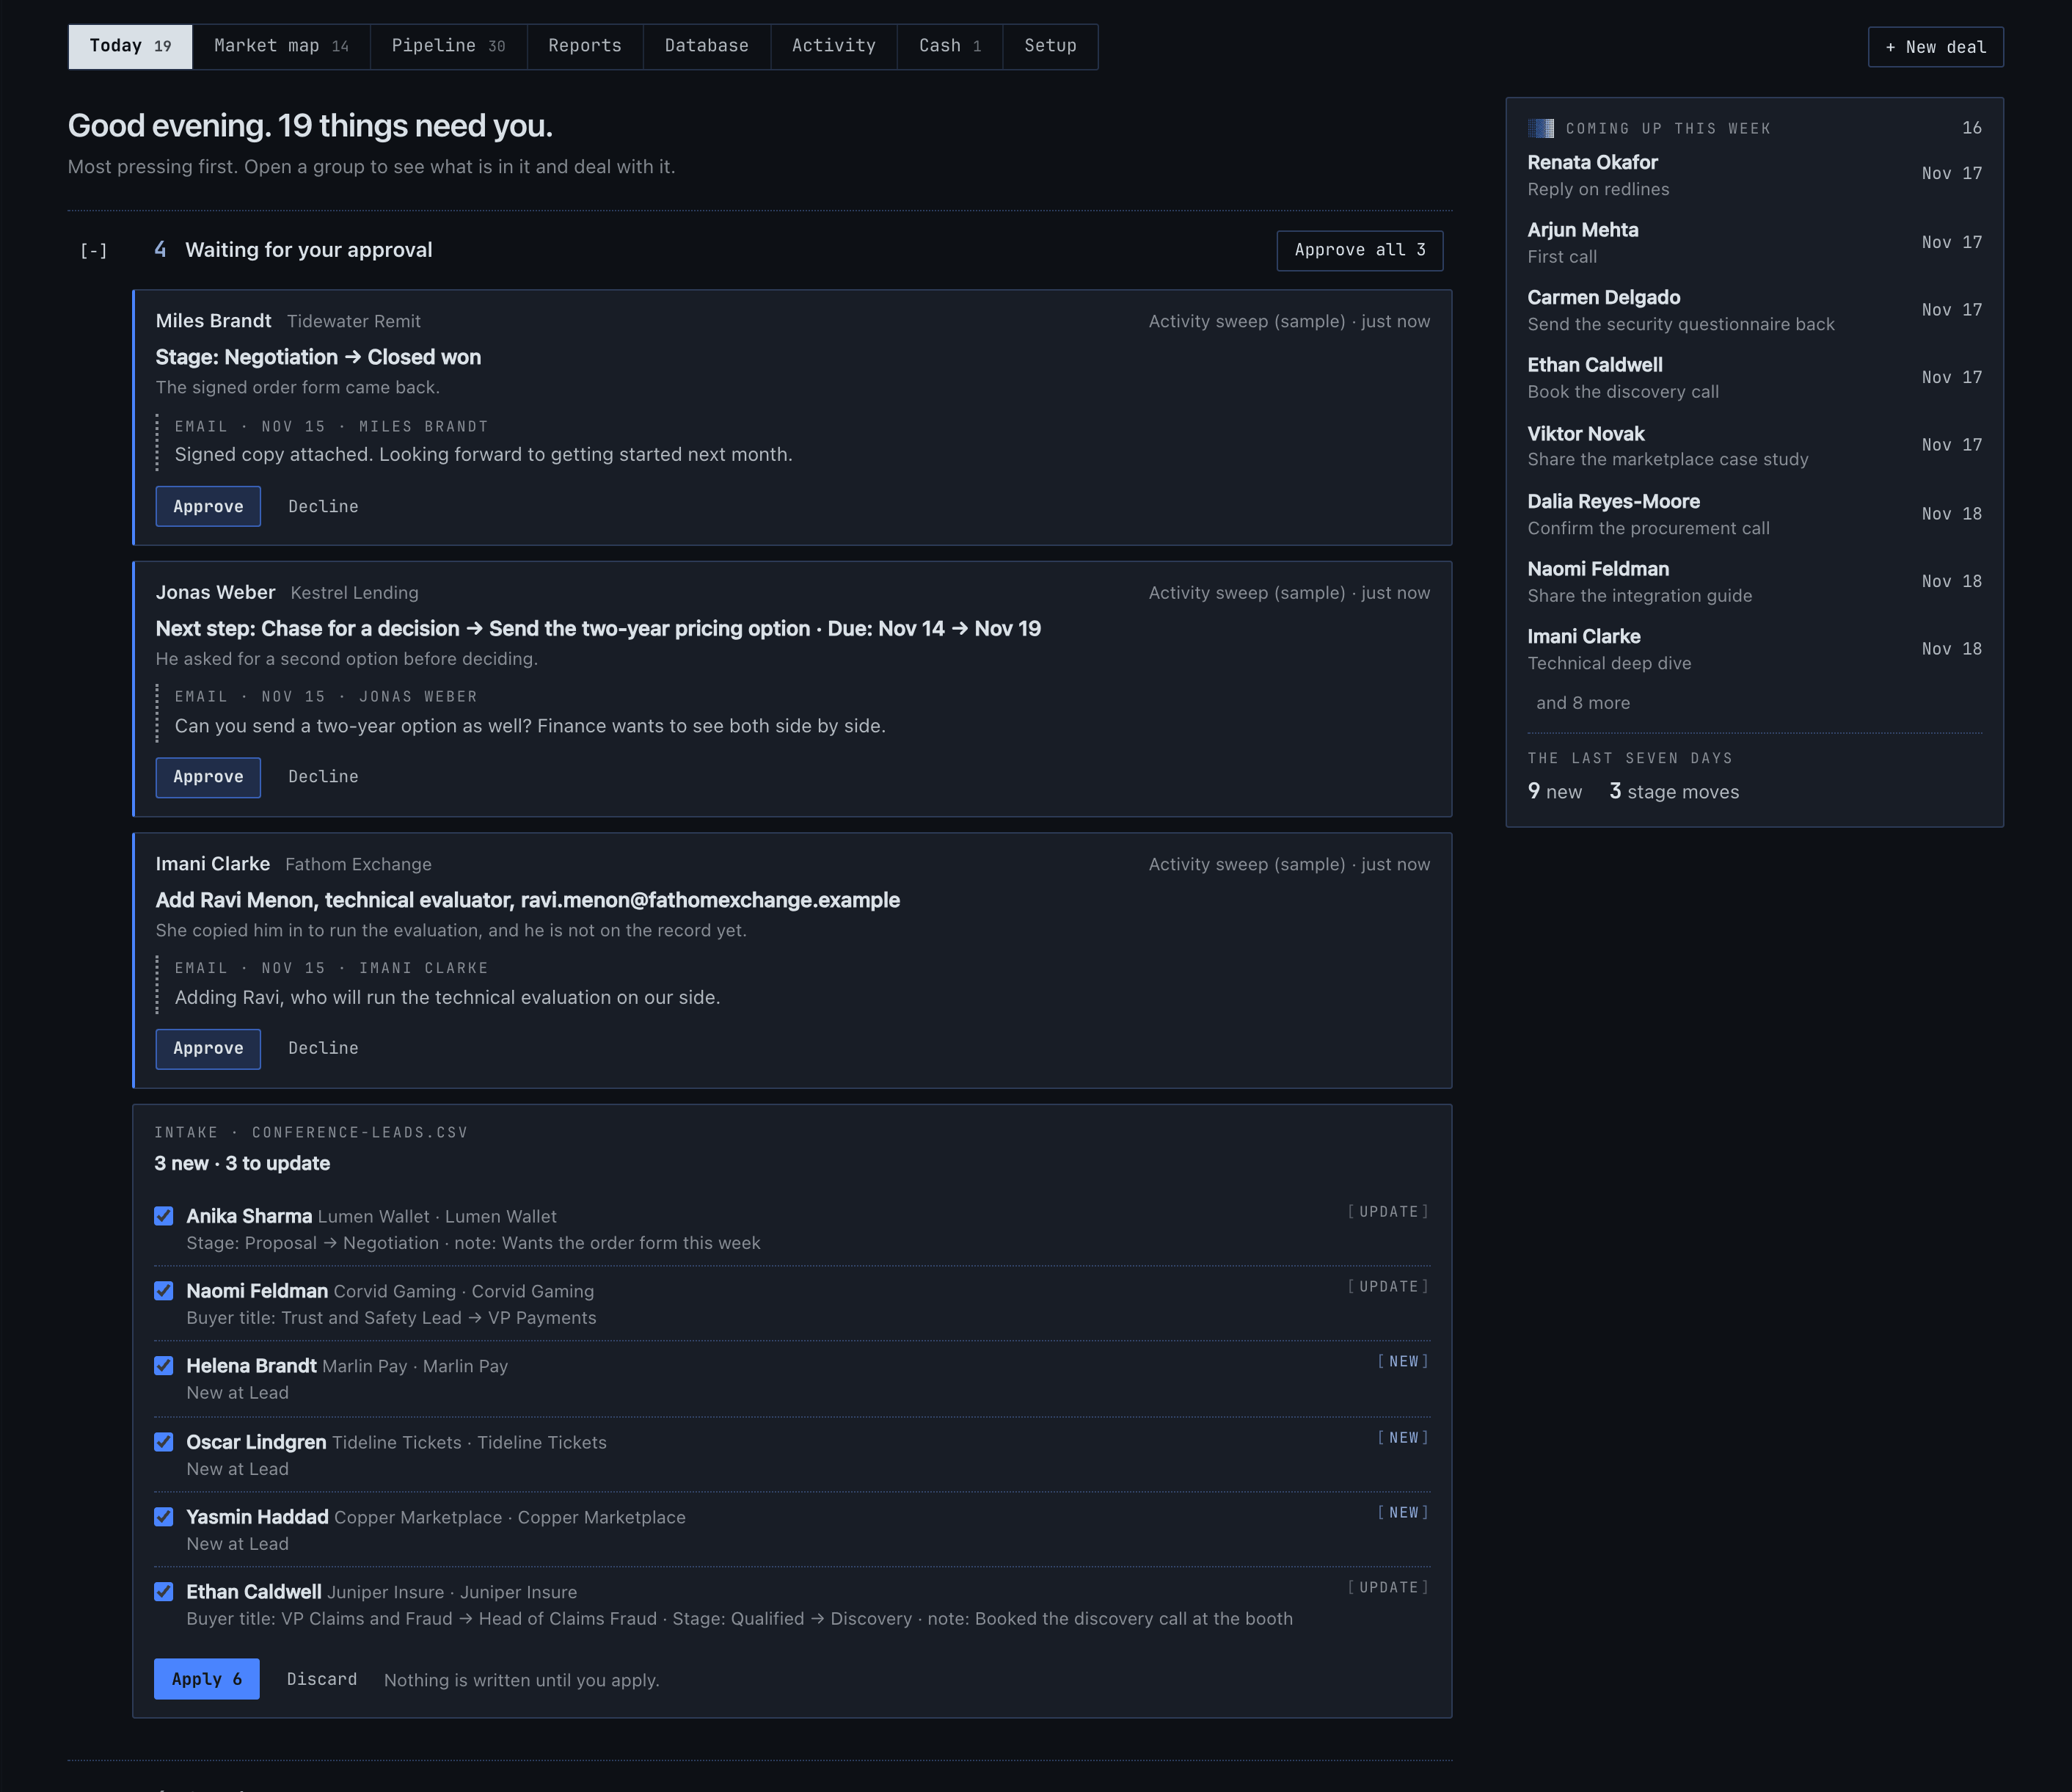 Today 19 Market map 14 Pipeline 30 Reports Database Activity Cash 1 Setup
+ New deal
Good evening. 19 things need you.
Most pressing first. Open a group to see what is in it and deal with it.
[-] 4 Waiting for your approval
Approve all 3
Miles Brandt Tidewater Remit
Activity sweep (sample) · just now
Stage: Negotiation → Closed won
The signed order form came back.
EMAIL · NOV 15 · MILES BRANDT
Signed copy attached. Looking forward to getting started next month.
Approve Decline
Jonas Weber Kestrel Lending
Activity sweep (sample) · just now
Next step: Chase for a decision → Send the two-year pricing option · Due: Nov 14 → Nov 19
He asked for a second option before deciding.
EMAIL · NOV 15 · JONAS WEBER
Can you send a two-year option as well? Finance wants to see both side by side.
Approve Decline
Imani Clarke Fathom Exchange
Activity sweep (sample) · just now
Add Ravi Menon, technical evaluator, ravi.menon@fathomexchange.example
She copied him in to run the evaluation, and he is not on the record yet.
EMAIL · NOV 15 · IMANI CLARKE
Adding Ravi, who will run the technical evaluation on our side.
Approve Decline
INTAKE · CONFERENCE-LEADS.CSV
3 new · 3 to update
Anika Sharma Lumen Wallet · Lumen Wallet
[UPDATE]
Stage: Proposal → Negotiation · note: Wants the order form this week
Naomi Feldman Corvid Gaming · Corvid Gaming
[UPDATE]
Buyer title: Trust and Safety Lead → VP Payments
Helena Brandt Marlin Pay · Marlin Pay
[NEW]
New at Lead
Oscar Lindgren Tideline Tickets · Tideline Tickets
[NEW]
New at Lead
Yasmin Haddad Copper Marketplace · Copper Marketplace
[NEW]
New at Lead
Ethan Caldwell Juniper Insure · Juniper Insure
[UPDATE]
Buyer title: VP Claims and Fraud → Head of Claims Fraud · Stage: Qualified → Discovery · note: Booked the discovery call at the booth
Apply 6 Discard Nothing is written until you apply.
COMING UP THIS WEEK 16
Renata Okafor
Reply on redlines
Nov 17
Arjun Mehta
First call
Nov 17
Carmen Delgado
Send the security questionnaire back
Nov 17
Ethan Caldwell
Book the discovery call
Nov 17
Viktor Novak
Share the marketplace case study
Nov 17
Dalia Reyes-Moore
Confirm the procurement call
Nov 18
Naomi Feldman
Share the integration guide
Nov 18
Imani Clarke
Technical deep dive
Nov 18
and 8 more
THE LAST SEVEN DAYS
9 new 3 stage moves